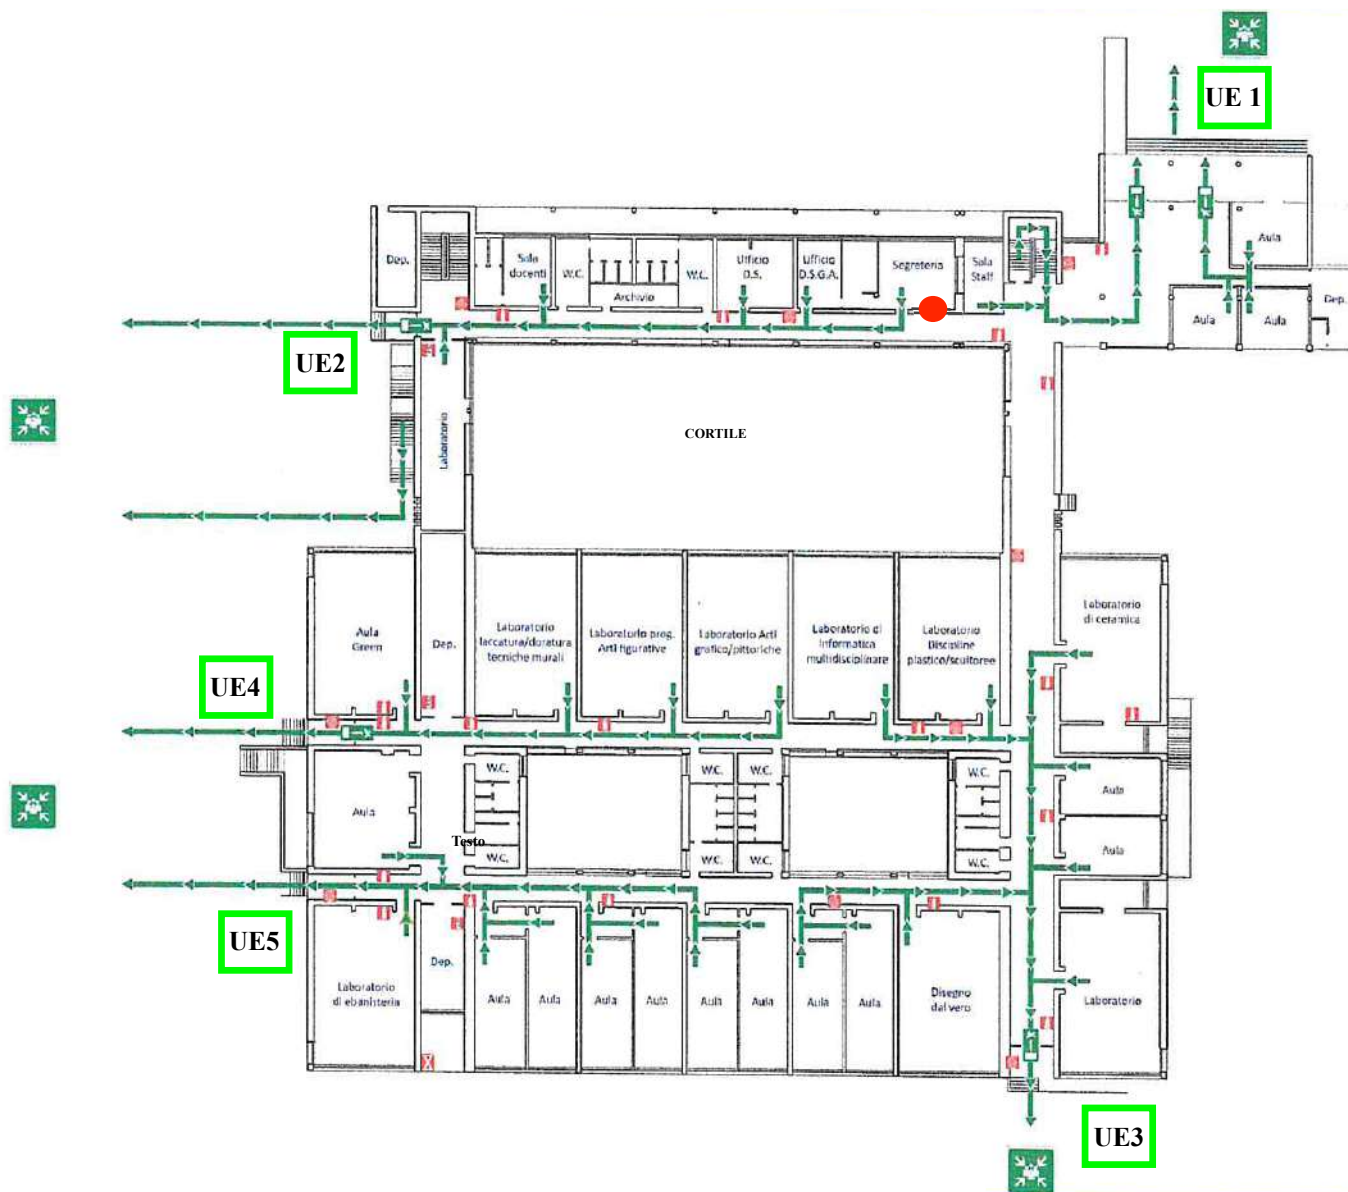 UE 1
Aula
Dep.
Sala
docenti
W.C.
Archivio
W.C.
Ufficio
D.S.
Ufficio
D.S.G.A.
Segreteria
Sala
Staff
Aula
Aula
Dep.
UE2
Laboratorio
CORTILE
Aula
Green
Dep.
Laboratorio
laccatura/doratura
tecniche murali
Laboratorio prog.
Arti figurative
Laboratorio Arti
grafico/pittoriche
Laboratorio di
Informatica
multidisciplinare
Laboratorio
Discipline
plastico/scultoree
Laboratorio
di ceramica
UE4
W.C.
W.C.
W.C.
W.C.
Aula
Aula
Testo
Aula
W.C.
W.C.
W.C.
W.C.
UE5
Laboratorio
di ebanisteria
Dep.
Aula
Aula
Aula
Aula
Aula
Aula
Aula
Aula
Disegno
dal vero
Laboratorio
UE3